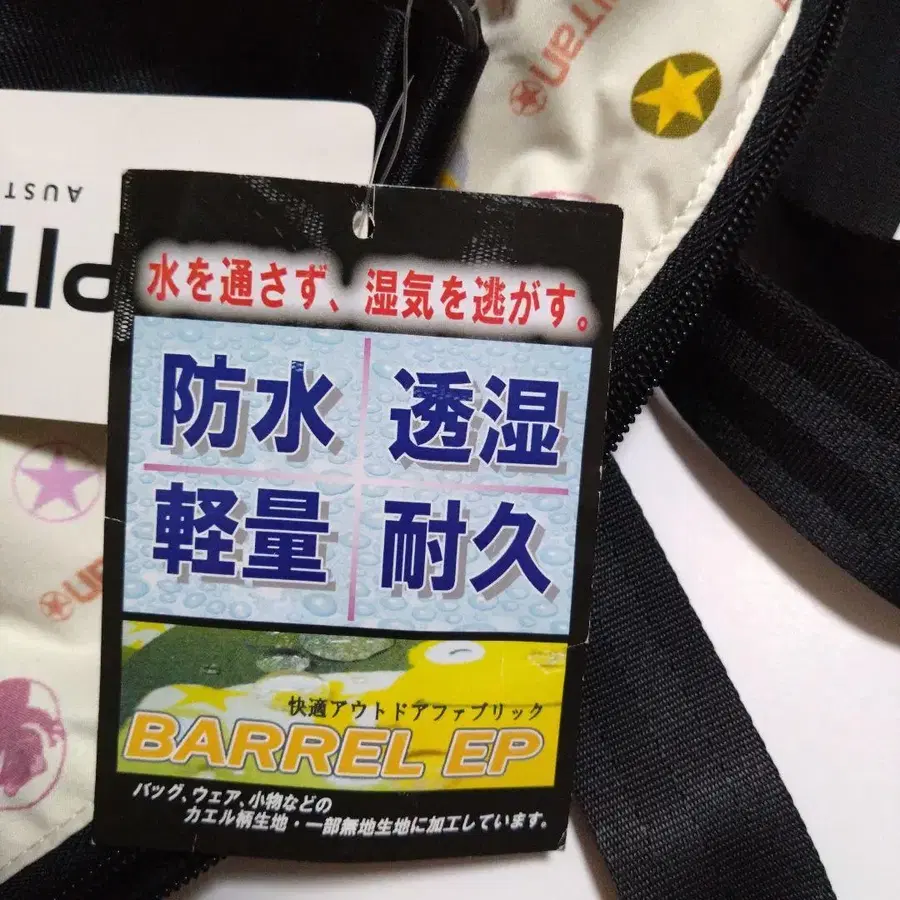 水を通さず、湿気を逃がす。
防水
透湿
軽量
耐久
快適アウトドアファブリック
BARREL EP
バッグ、ウェア、小物などの
カエル柄生地・一部無地生地に加工しています。
AUST
PIT